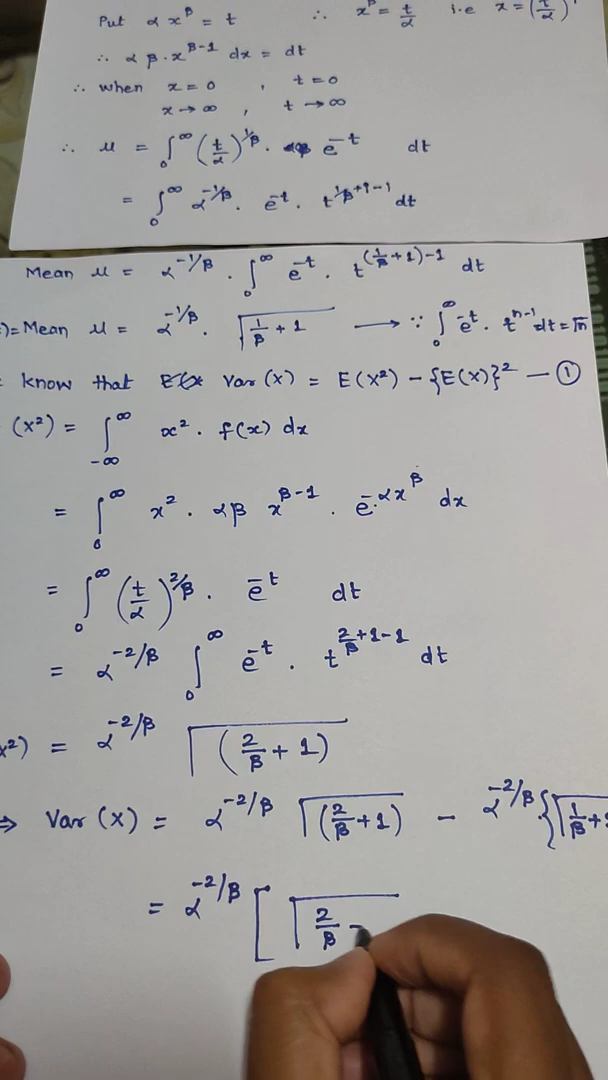 Put αx^β = t ∴ x^β = t/α i.e x = (t/α)
∴ αβ·x^(β-1) dx = dt
∴ when x = 0 , t = 0
x → ∞ , t → ∞
∴ μ = ∫₀^∞ (t/α)^(1/β) · e^-t dt
= ∫₀^∞ α^(-1/β) · e^-t · t^(1/β+1-1) dt
Mean μ = α^(-1/β) · ∫₀^∞ e^-t · t^((1/β+1)-1) dt
)= Mean μ = α^(-1/β) · Γ(1/β + 1) → ∵ ∫₀^∞ e^-t · t^(n-1) dt = Γn
know that Var(x) = E(x²) - {E(x)}² — ①
(x²) = ∫_-∞^∞ x² · f(x) dx
= ∫₀^∞ x² · αβ x^(β-1) · e^(-αx^β) dx
= ∫₀^∞ (t/α)^(2/β) · e^-t dt
= α^(-2/β) ∫₀^∞ e^-t · t^(2/β+1-1) dt
x²) = α^(-2/β) Γ(2/β + 1)
⇒ Var(x) = α^(-2/β) Γ(2/β+1) - α^(-2/β) {Γ(1/β+1
= α^(-2/β) [ Γ 2/β